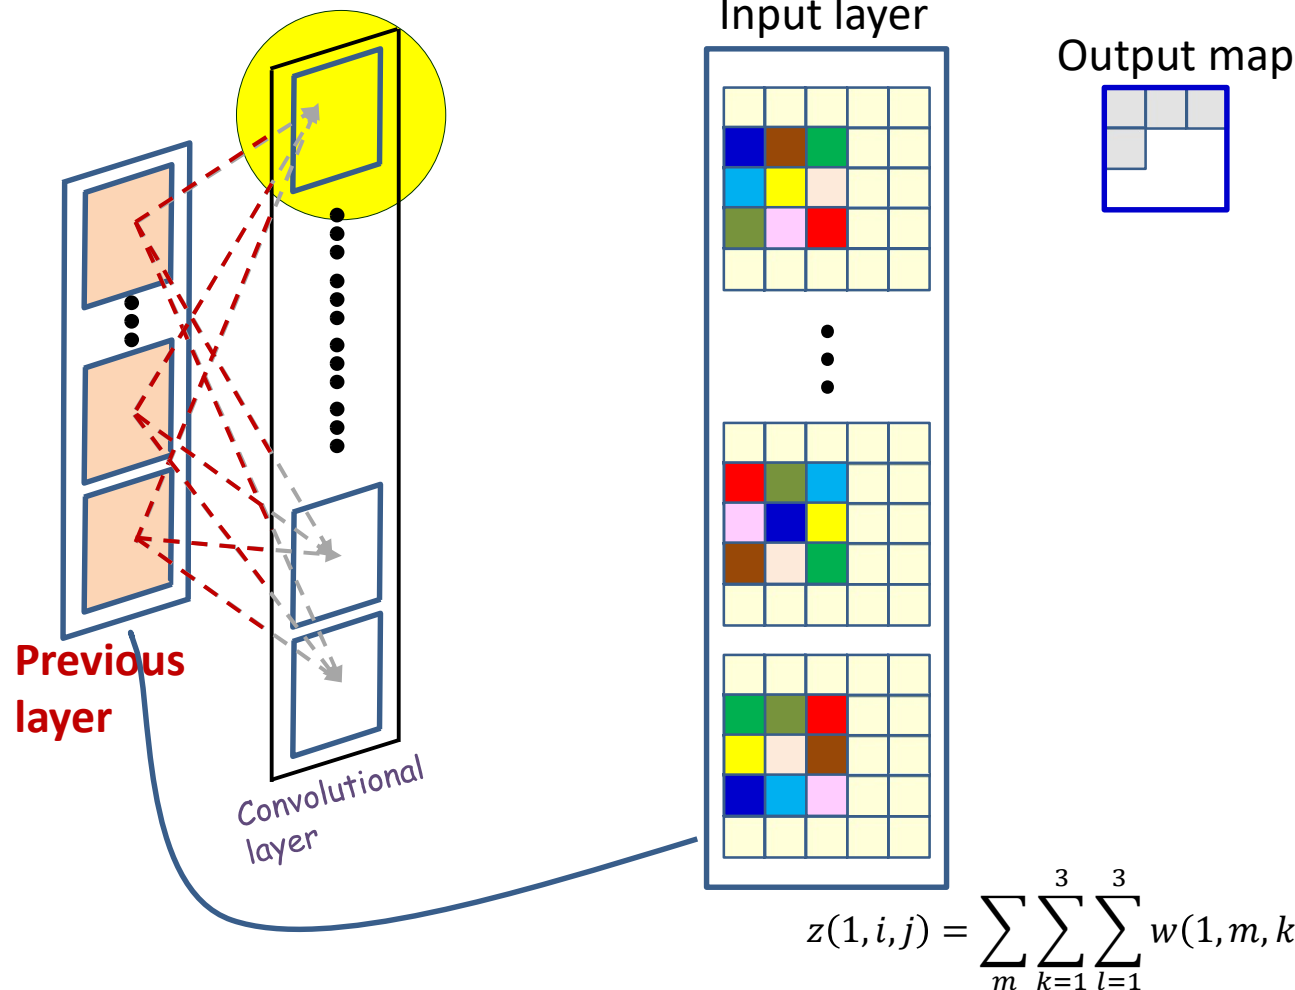 Input layer
Output map
Previous
layer
Convolutional
layer
z(1, i, j) = ∑_m ∑_{k=1}^{3} ∑_{l=1}^{3} w(1, m, k